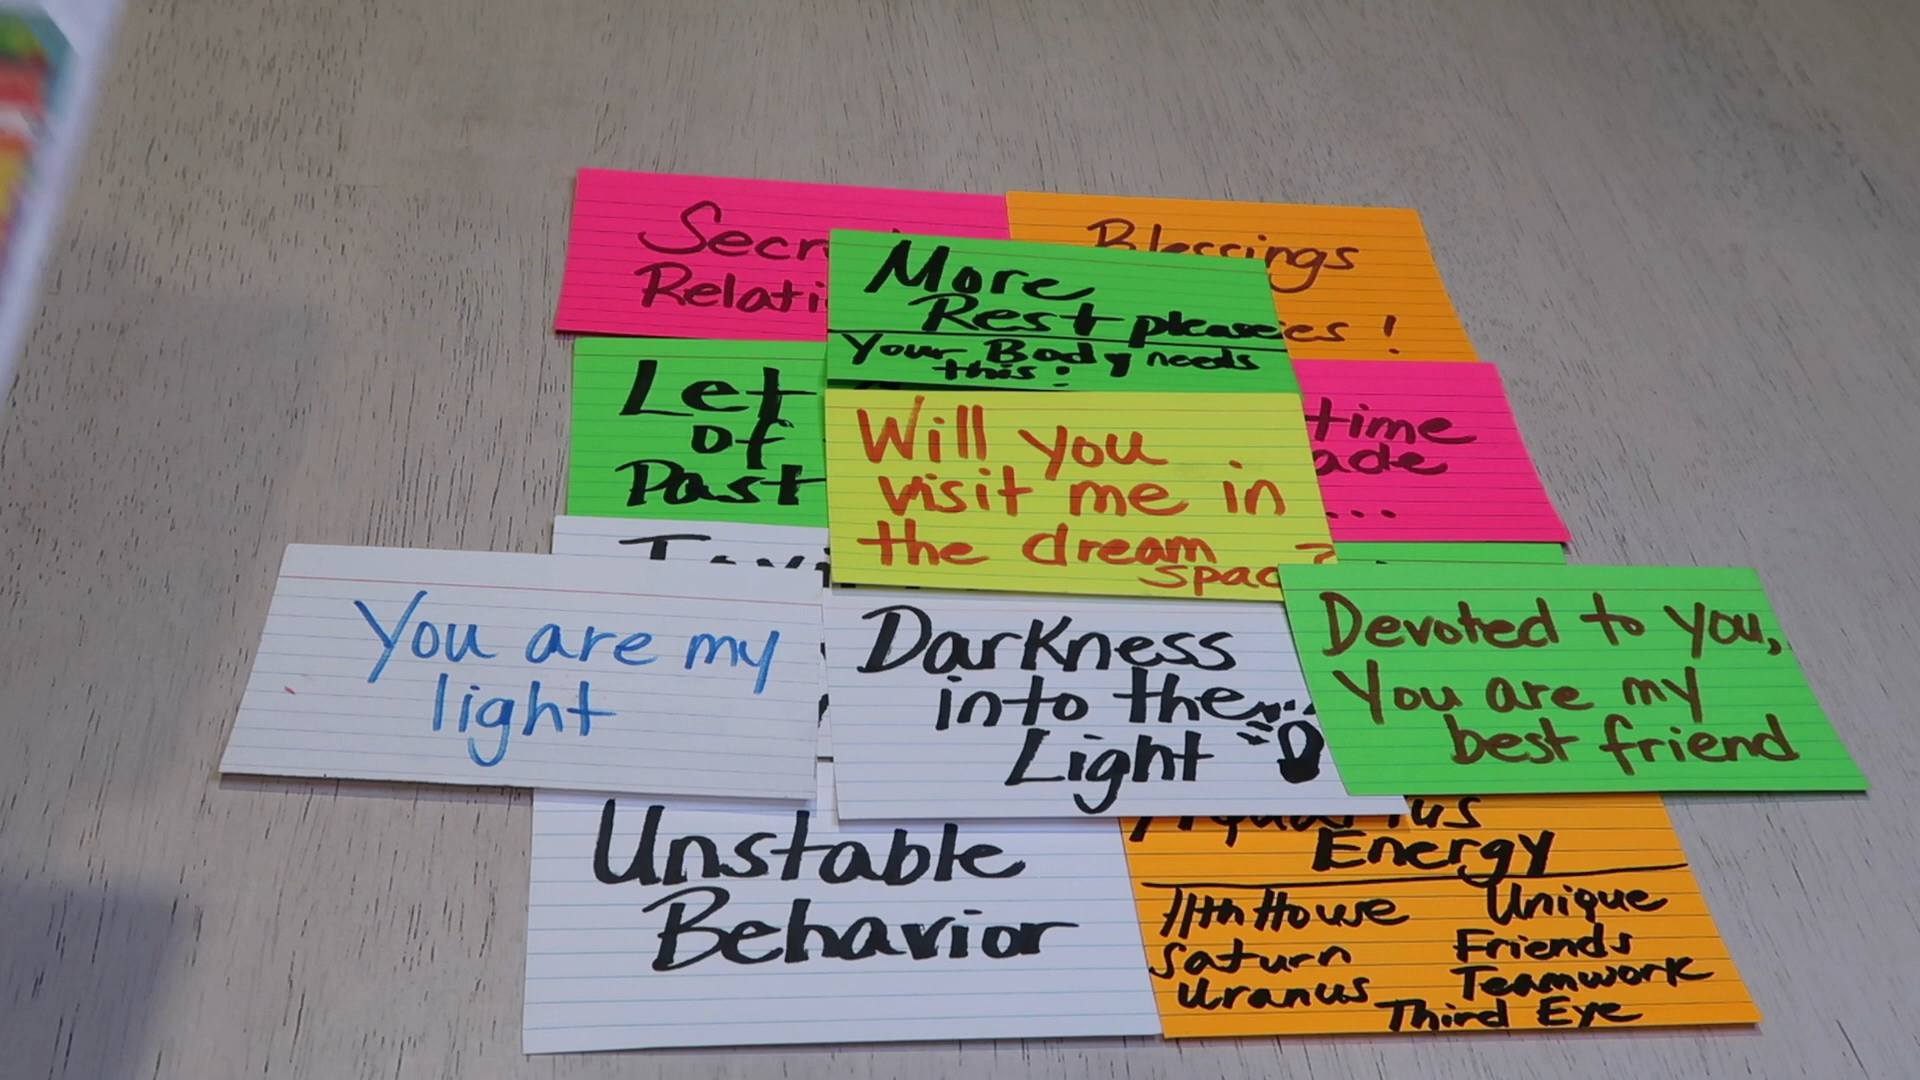 Relati
Blessings
es !
More
Rest please
Your Body needs
this!
Let
of
Past
Will you
visit me in
the dream
space ?
time
ade
...
You are my
light
Darkness
into the...
Light
Devoted to you,
You are my
best friend
Unstable
Behavior
Aquarius
Energy
11th House
Saturn
Uranus
Unique
Friends
Teamwork
Third Eye